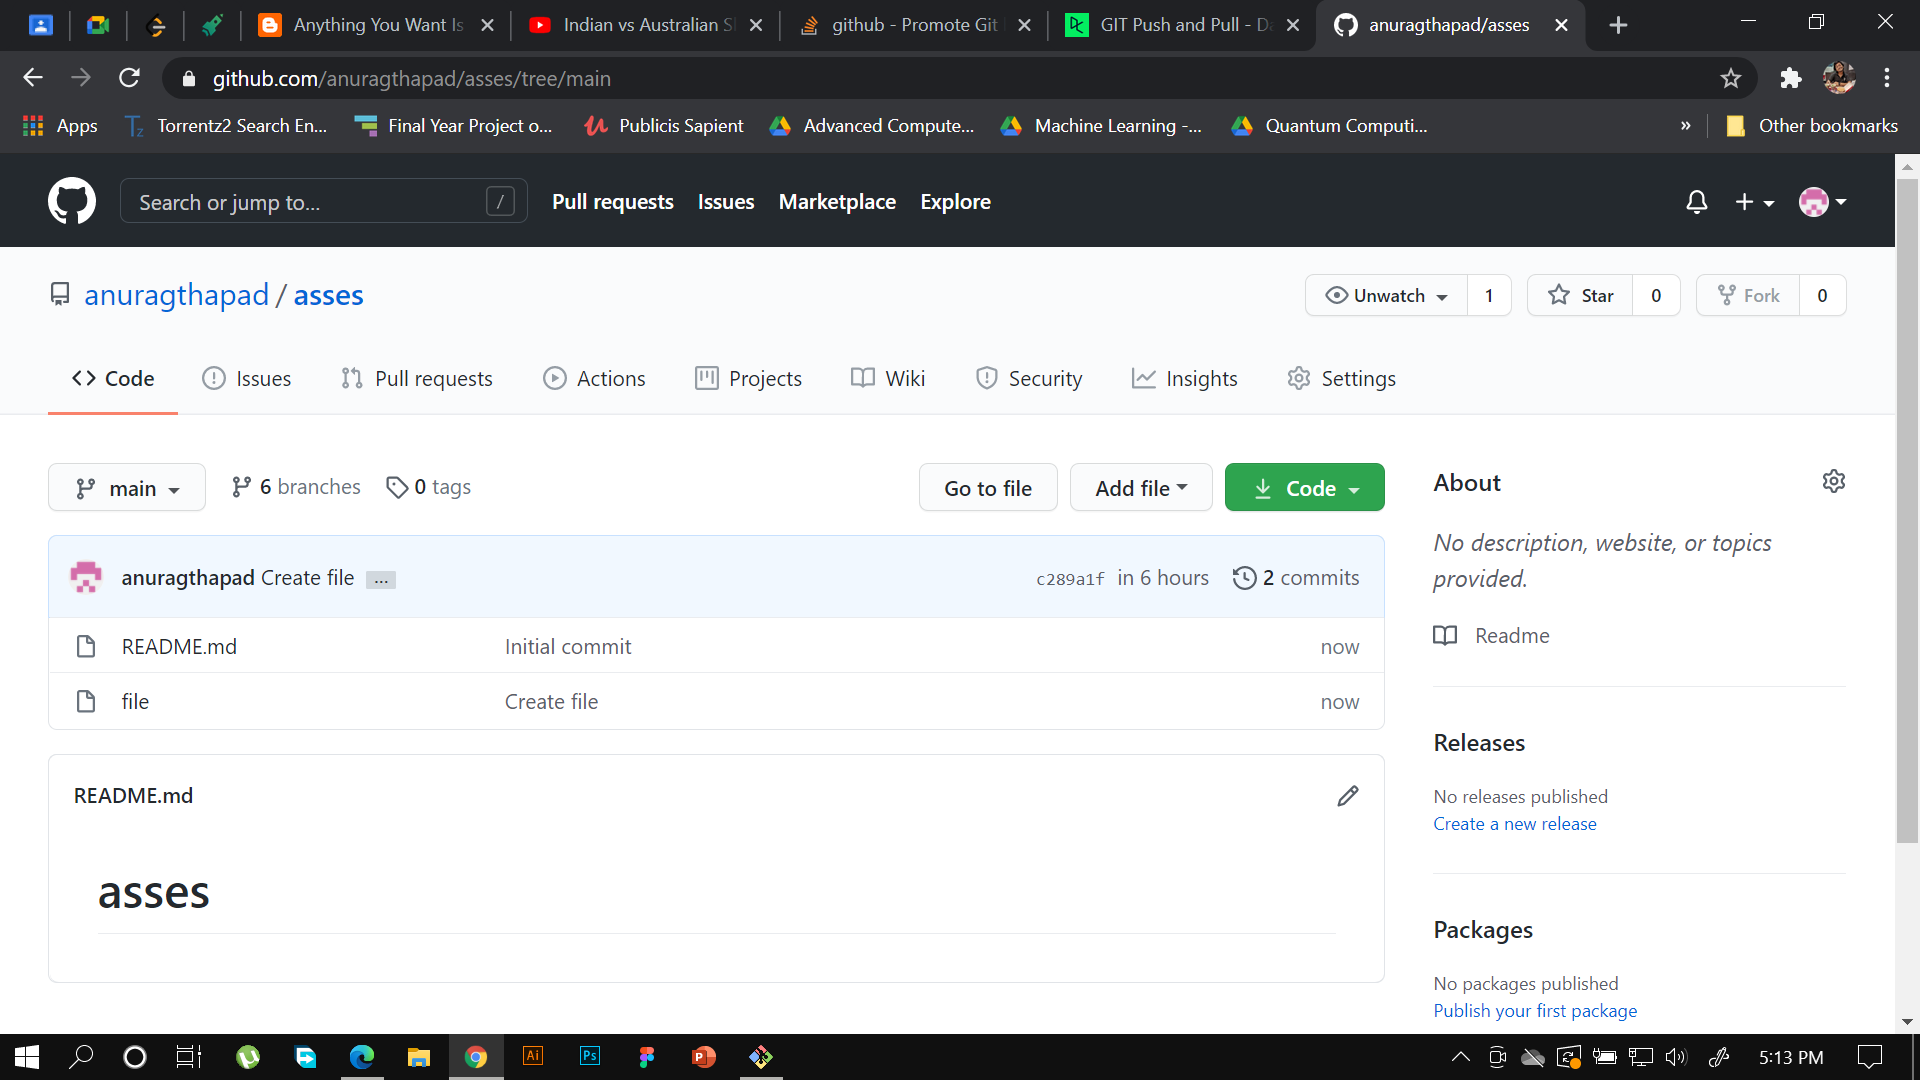 Anything You Want Is
Indian vs Australian S
github - Promote Git
GIT Push and Pull - Da
anuragthapad/asses
github.com/anuragthapad/asses/tree/main
Apps
Torrentz2 Search En...
Final Year Project o...
Publicis Sapient
Advanced Compute...
Machine Learning -...
Quantum Computi...
»
Other bookmarks
Search or jump to...
/
Pull requests
Issues
Marketplace
Explore
anuragthapad / asses
Unwatch 1
Star 0
Fork 0
Code
Issues
Pull requests
Actions
Projects
Wiki
Security
Insights
Settings
main
6 branches
0 tags
Go to file
Add file
Code
About
No description, website, or topics
provided.
anuragthapad Create file ...
c289a1f in 6 hours
2 commits
README.md Initial commit now
file Create file now
Readme
Releases
No releases published
Create a new release
README.md
asses
Packages
No packages published
Publish your first package
Ai
Ps
5:13 PM